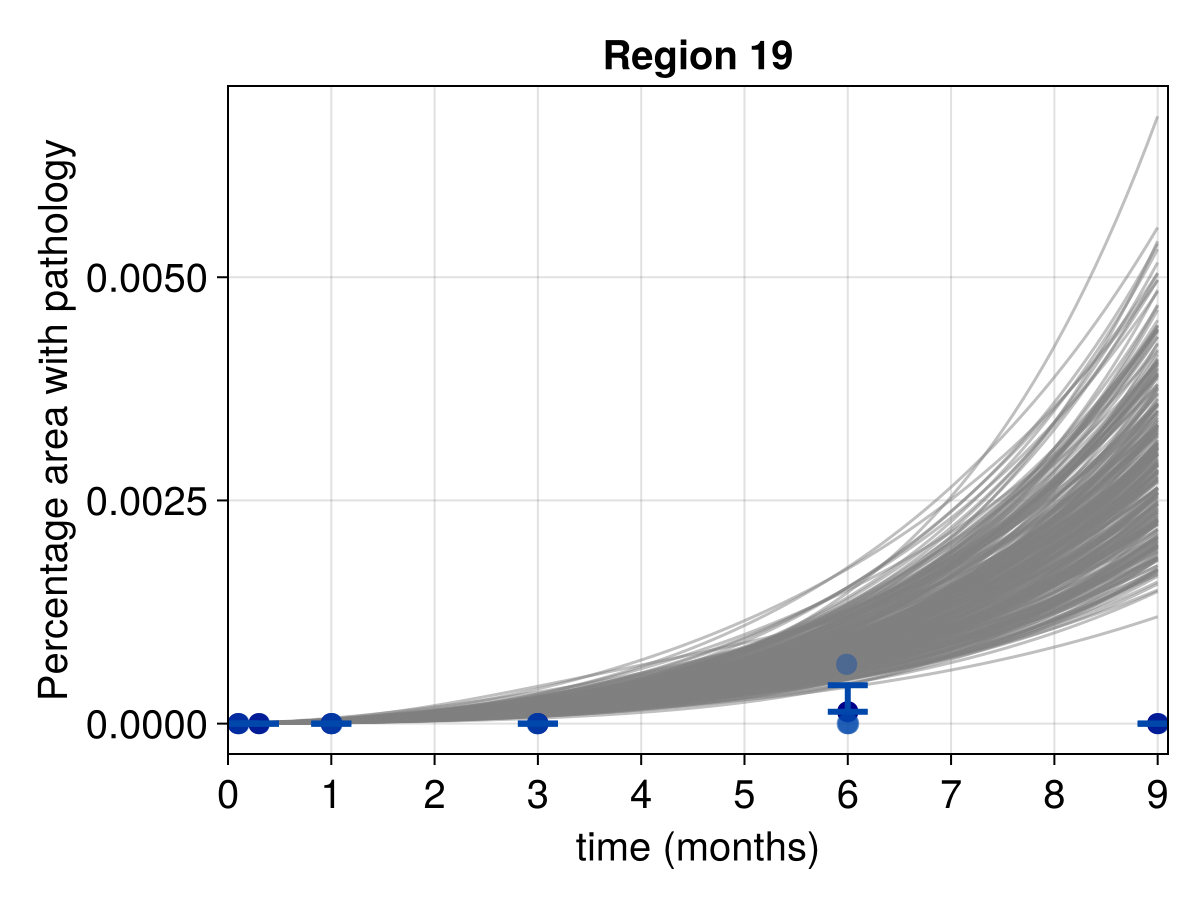 Region 19
Percentage area with pathology
0.0050
0.0025
0.0000
0 1 2 3 4 5 6 7 8 9
time (months)